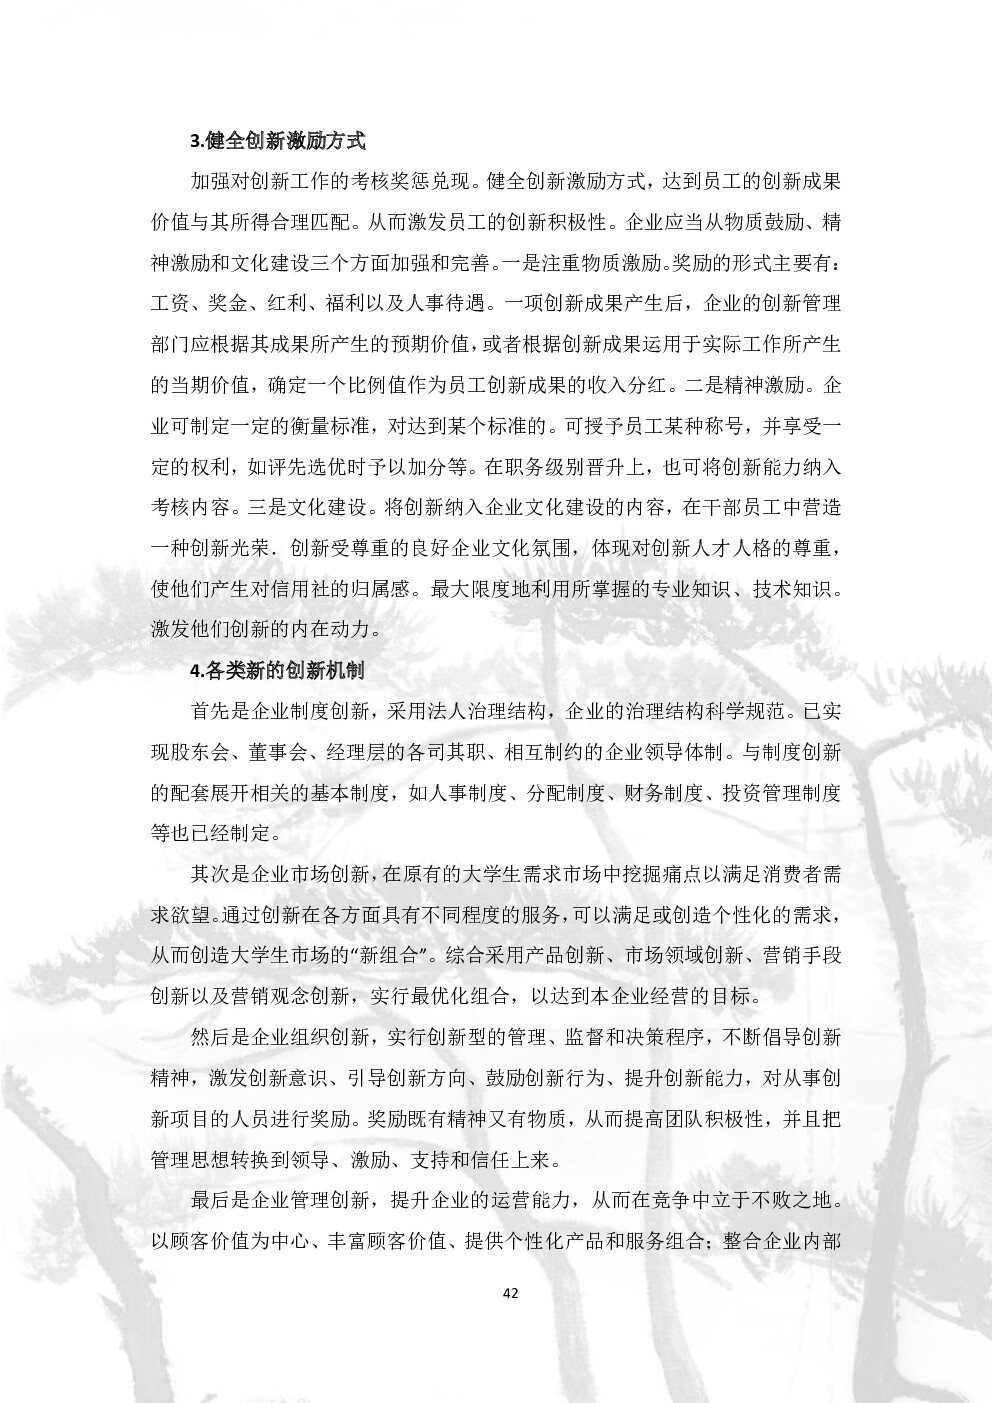 3.健全创新激励方式
加强对创新工作的考核奖惩兑现。健全创新激励方式，达到员工的创新成果
价值与其所得合理匹配。从而激发员工的创新积极性。企业应当从物质鼓励、精
神激励和文化建设三个方面加强和完善。一是注重物质激励。奖励的形式主要有：
工资、奖金、红利、福利以及人事待遇。一项创新成果产生后，企业的创新管理
部门应根据其成果所产生的预期价值，或者根据创新成果运用于实际工作所产生
的当期价值，确定一个比例值作为员工创新成果的收入分红。二是精神激励。企
业可制定一定的衡量标准，对达到某个标准的。可授予员工某种称号，并享受一
定的权利，如评先选优时予以加分等。在职务级别晋升上，也可将创新能力纳入
考核内容。三是文化建设。将创新纳入企业文化建设的内容，在干部员工中营造
一种创新光荣．创新受尊重的良好企业文化氛围，体现对创新人才人格的尊重，
使他们产生对信用社的归属感。最大限度地利用所掌握的专业知识、技术知识。
激发他们创新的内在动力。
4.各类新的创新机制
首先是企业制度创新，采用法人治理结构，企业的治理结构科学规范。已实
现股东会、董事会、经理层的各司其职、相互制约的企业领导体制。与制度创新
的配套展开相关的基本制度，如人事制度、分配制度、财务制度、投资管理制度
等也已经制定。
其次是企业市场创新，在原有的大学生需求市场中挖掘痛点以满足消费者需
求欲望。通过创新在各方面具有不同程度的服务，可以满足或创造个性化的需求，
从而创造大学生市场的“新组合”。综合采用产品创新、市场领域创新、营销手段
创新以及营销观念创新，实行最优化组合，以达到本企业经营的目标。
然后是企业组织创新，实行创新型的管理、监督和决策程序，不断倡导创新
精神，激发创新意识、引导创新方向、鼓励创新行为、提升创新能力，对从事创
新项目的人员进行奖励。奖励既有精神又有物质，从而提高团队积极性，并且把
管理思想转换到领导、激励、支持和信任上来。
最后是企业管理创新，提升企业的运营能力，从而在竞争中立于不败之地。
以顾客价值为中心、丰富顾客价值、提供个性化产品和服务组合；整合企业内部
42